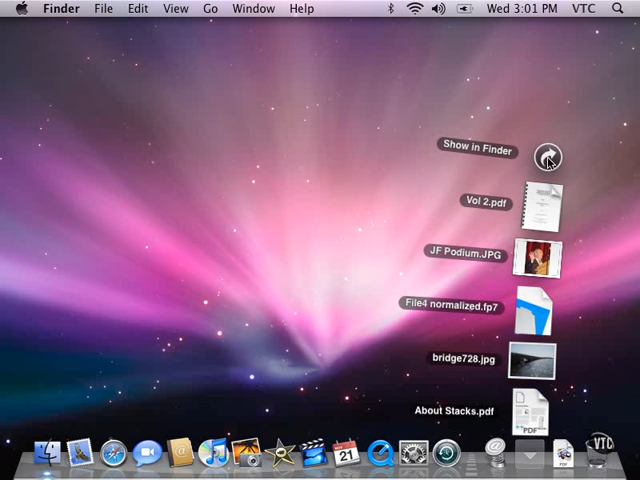 Finder File Edit View Go Window Help Wed 3:01 PM VTC
Show in Finder
Vol 2.pdf
JF Podium.JPG
File4 normalized.fp7
bridge728.jpg
About Stacks.pdf
PDF
21
PDF
VTC